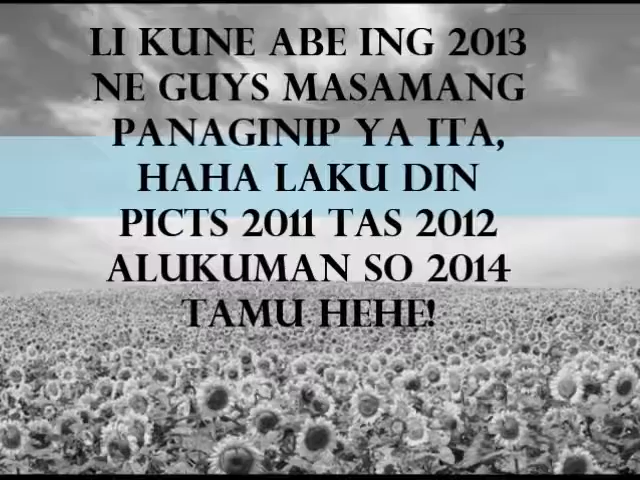 LI KUNE ABE ING 2013
NE GUYS MASAMANG
PANAGINIP YA ITA,
HAHA LAKU DIN
PICTS 2011 TAS 2012
ALUKUMAN SO 2014
TAMU HEHE!